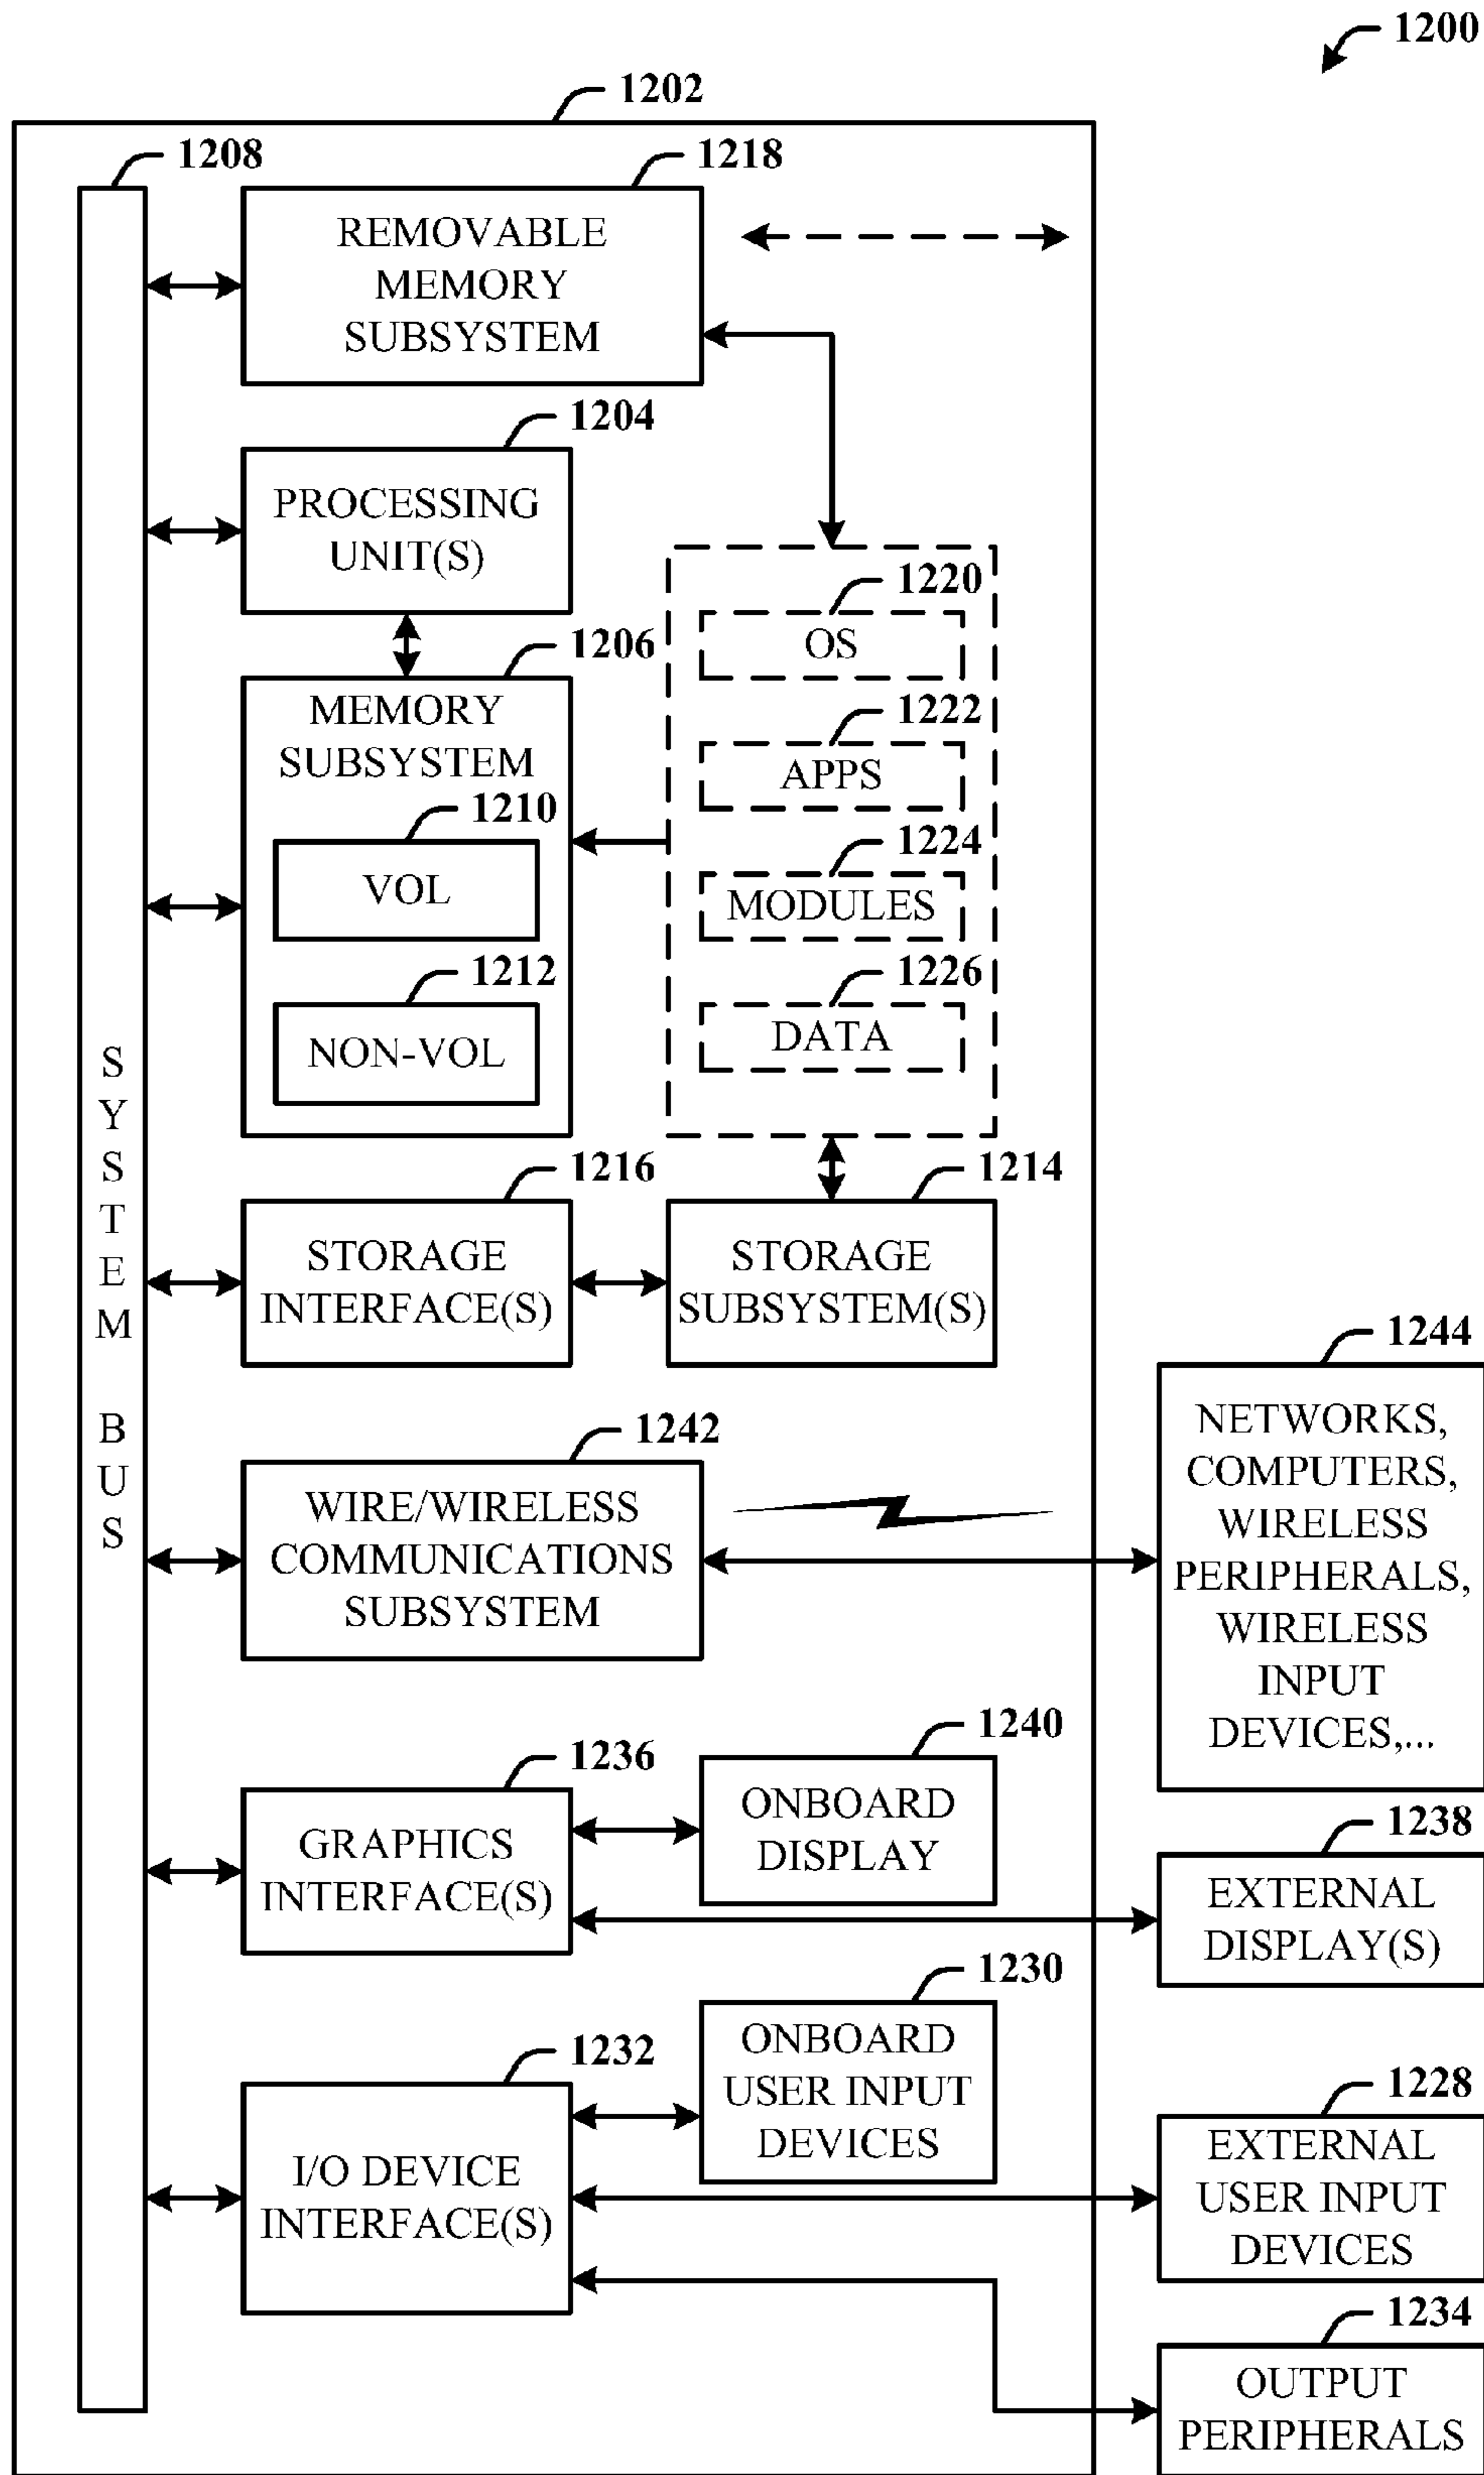 1200
1202
1208
1218
REMOVABLE
MEMORY
SUBSYSTEM
1204
PROCESSING
UNIT(S)
1206
MEMORY
SUBSYSTEM
1210
VOL
1212
NON-VOL
1220
OS
1222
APPS
1224
MODULES
1226
DATA
SYSTEM BUS
1216
STORAGE
INTERFACE(S)
1214
STORAGE
SUBSYSTEM(S)
1242
WIRE/WIRELESS
COMMUNICATIONS
SUBSYSTEM
1244
NETWORKS,
COMPUTERS,
WIRELESS
PERIPHERALS,
WIRELESS
INPUT
DEVICES,...
1236
GRAPHICS
INTERFACE(S)
1240
ONBOARD
DISPLAY
1238
EXTERNAL
DISPLAY(S)
1232
I/O DEVICE
INTERFACE(S)
1230
ONBOARD
USER INPUT
DEVICES
1228
EXTERNAL
USER INPUT
DEVICES
1234
OUTPUT
PERIPHERALS